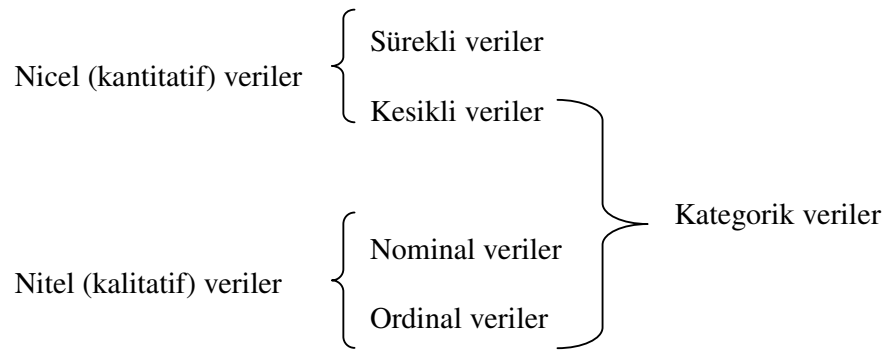 Nicel (kantitatif) veriler
Sürekli veriler
Kesikli veriler
Nitel (kalitatif) veriler
Nominal veriler
Ordinal veriler
Kategorik veriler